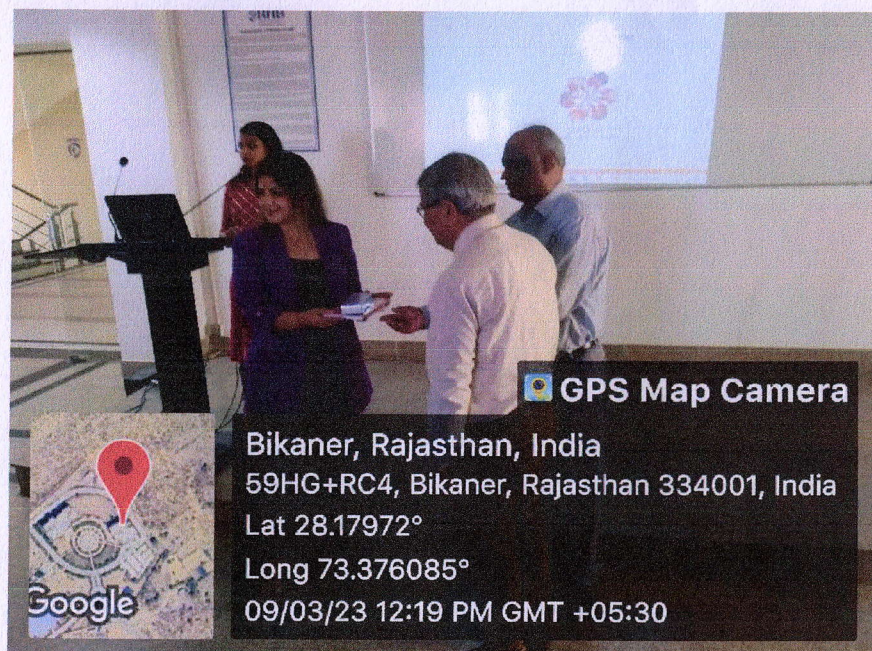 GPS Map Camera
Bikaner, Rajasthan, India
59HG+RC4, Bikaner, Rajasthan 334001, India
Lat 28.17972°
Long 73.376085°
09/03/23 12:19 PM GMT +05:30
Google